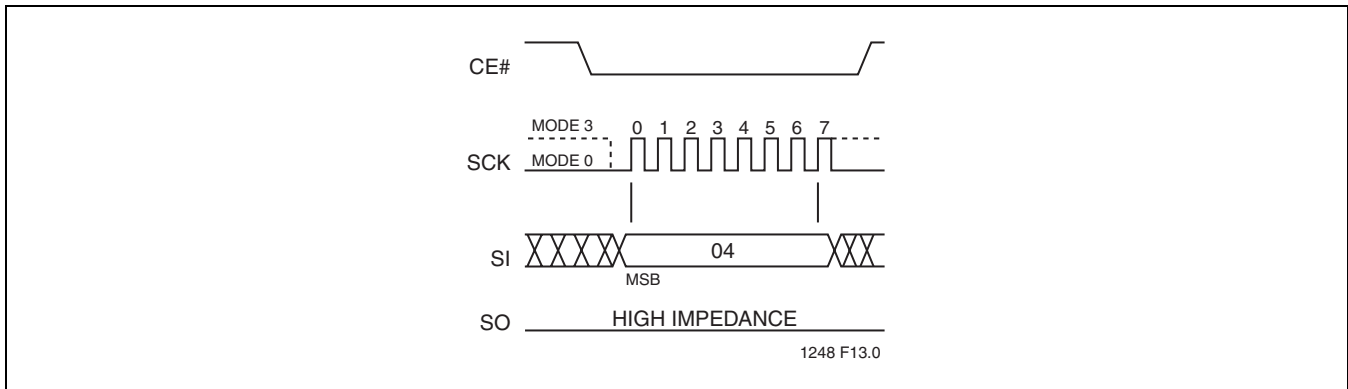 CE#
MODE 3
0 1 2 3 4 5 6 7
SCK
MODE 0
SI
04
MSB
SO
HIGH IMPEDANCE
1248 F13.0